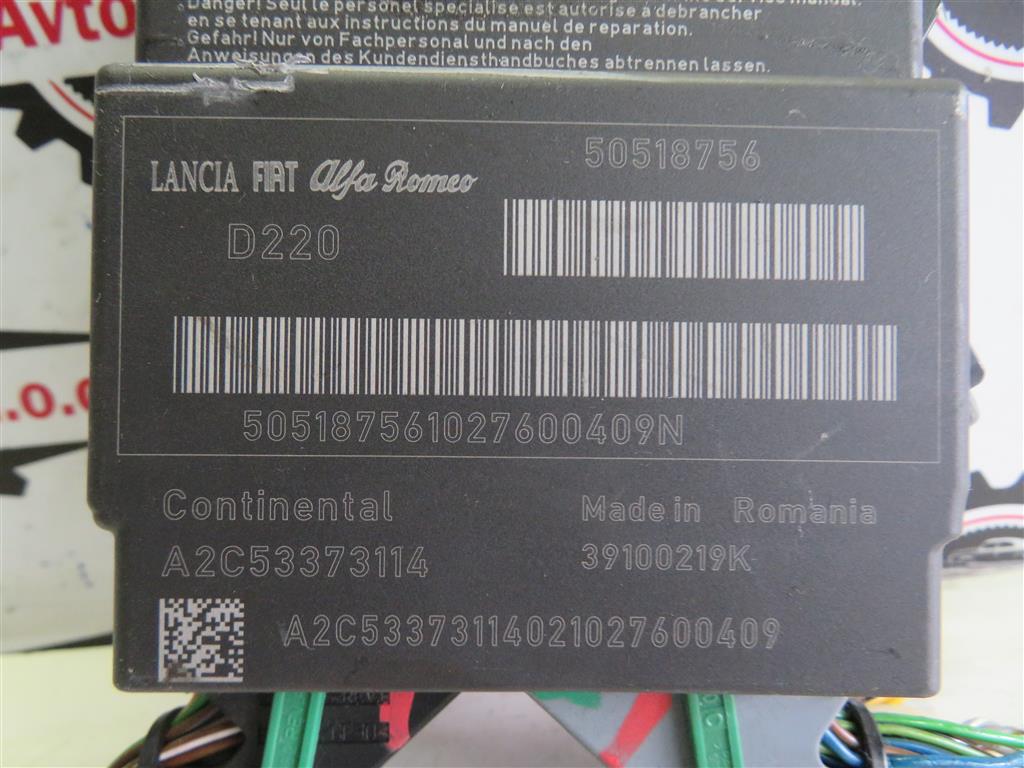 Danger! Seul le personel specialise est autorise à debrancher
en se tenant aux instructions du manuel de reparation.
Gefahr! Nur von Fachpersonal und nach den
Anweisungen des Kundendiensthandbuches abtrennen lassen.
50518756
LANCIA FIAT Alfa Romeo
D220
505187561027600409N
Continental Made in Romania
A2C53373114 39100219K
A2C53373114021027600409
Avto